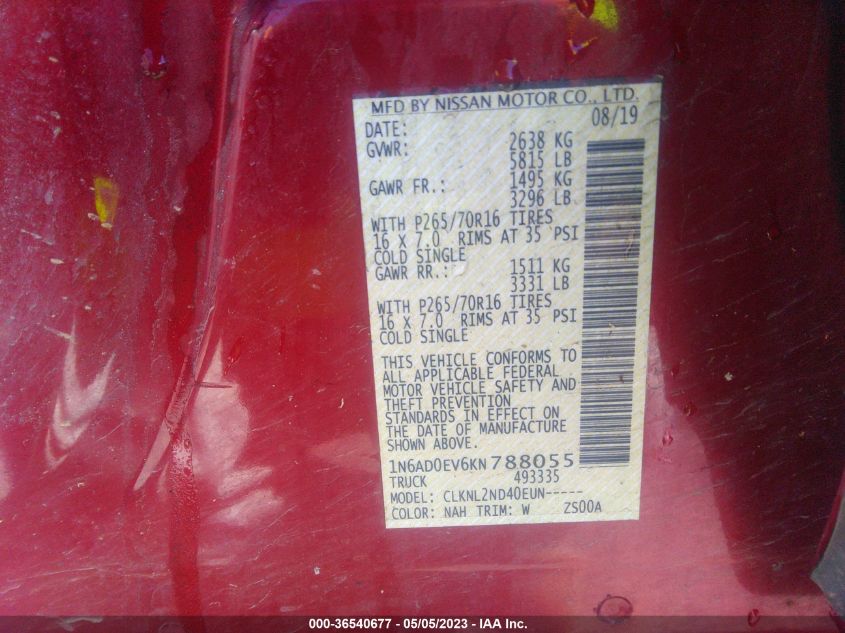 MFD BY NISSAN MOTOR CO., LTD.
DATE: 08/19
GVWR: 2638 KG
5815 LB
GAWR FR.: 1495 KG
3296 LB
WITH P265/70R16 TIRES
16 X 7.0 RIMS AT 35 PSI
COLD SINGLE
GAWR RR.: 1511 KG
3331 LB
WITH P265/70R16 TIRES
16 X 7.0 RIMS AT 35 PSI
COLD SINGLE
THIS VEHICLE CONFORMS TO
ALL APPLICABLE FEDERAL
MOTOR VEHICLE SAFETY AND
THEFT PREVENTION
STANDARDS IN EFFECT ON
THE DATE OF MANUFACTURE
SHOWN ABOVE.
1N6AD0EV6KN788055
TRUCK 493335
MODEL: CLKNL2ND40EUN-----
COLOR: NAH TRIM: W ZS00A
000-36540677 / 05/05/2023 - IAA Inc.